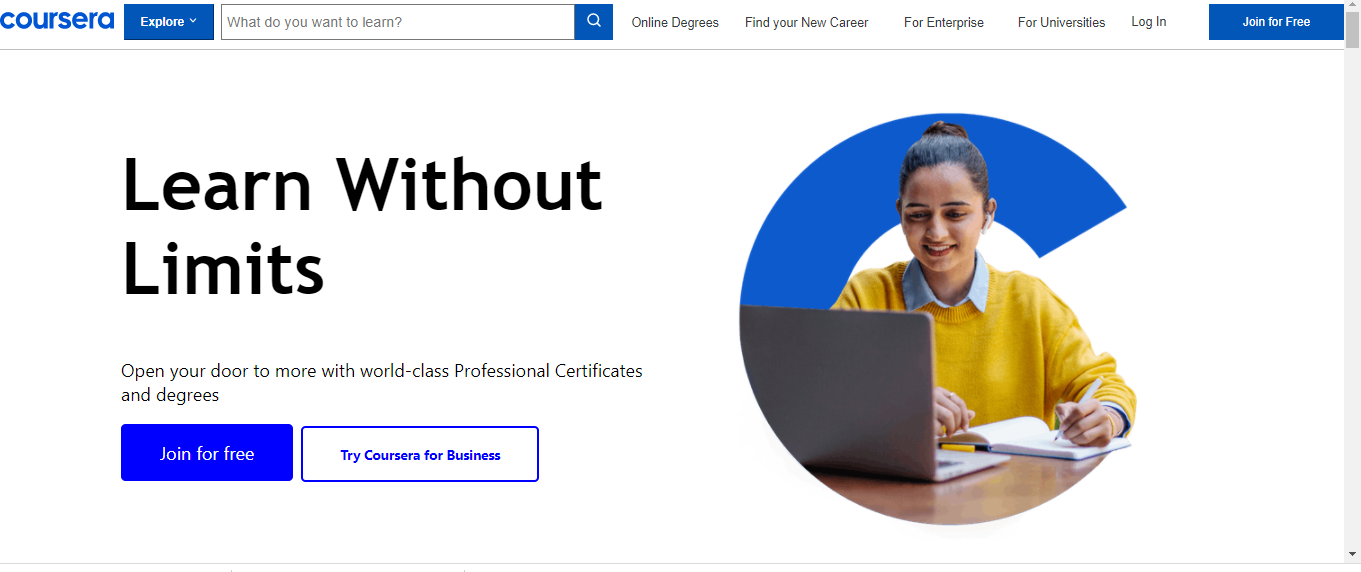 coursera Explore What do you want to learn? Online Degrees Find your New Career For Enterprise For Universities Log In Join for Free
Learn Without
Limits
Open your door to more with world-class Professional Certificates
and degrees
Join for free Try Coursera for Business